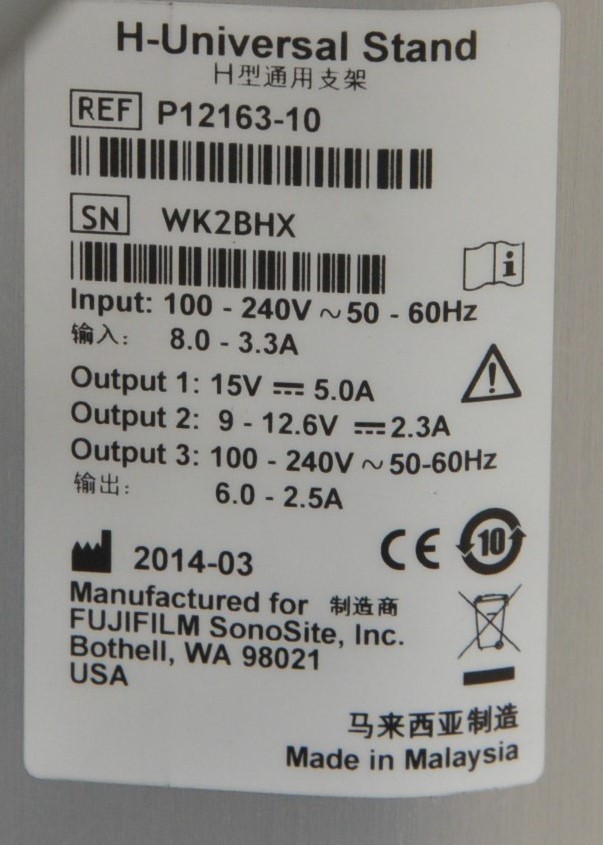 H-Universal Stand
H型通用支架
REF P12163-10
SN WK2BHX
Input: 100 - 240V ~ 50 - 60Hz
输入: 8.0 - 3.3A
Output 1: 15V ⎓ 5.0A
Output 2: 9 - 12.6V ⎓ 2.3A
Output 3: 100 - 240V ~ 50-60Hz
输出: 6.0 - 2.5A
2014-03 CE 10
Manufactured for 制造商
FUJIFILM SonoSite, Inc.
Bothell, WA 98021
USA
马来西亚制造
Made in Malaysia